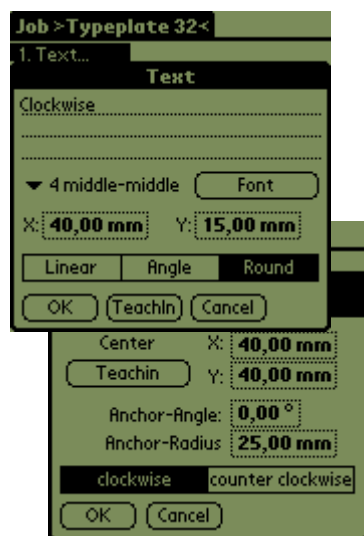 Job >Typeplate 32<
1. Text...
Text
Clockwise
4 middle-middle Font
X: 40,00 mm Y: 15,00 mm
Linear Angle Round
OK TeachIn Cancel
Center X: 40,00 mm
Teachin Y: 40,00 mm
Anchor-Angle: 0,00 °
Anchor-Radius 25,00 mm
clockwise counter clockwise
OK Cancel